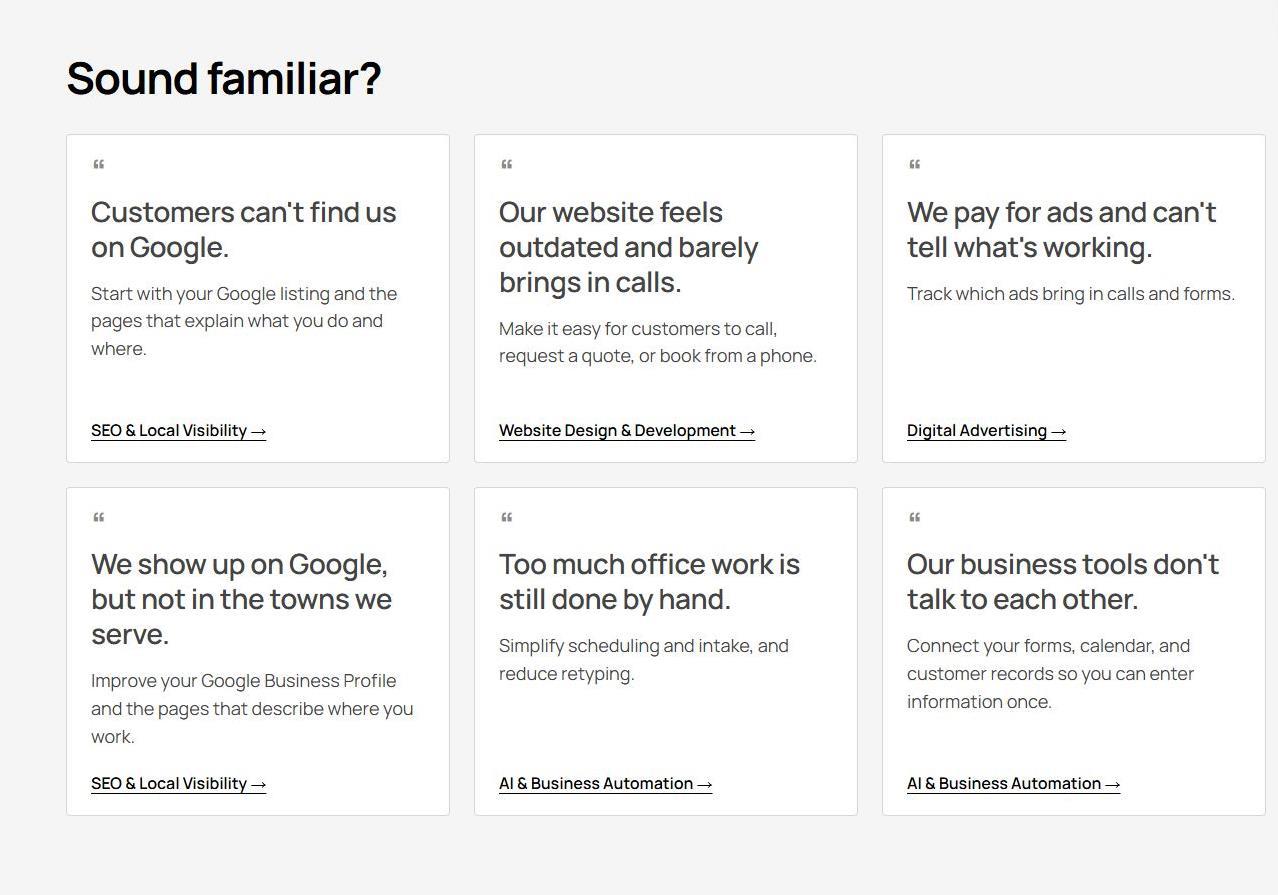 Sound familiar?
“
Customers can't find us
on Google.
Start with your Google listing and the
pages that explain what you do and
where.
SEO & Local Visibility →
“
Our website feels
outdated and barely
brings in calls.
Make it easy for customers to call,
request a quote, or book from a phone.
Website Design & Development →
“
We pay for ads and can't
tell what's working.
Track which ads bring in calls and forms.
Digital Advertising →
“
We show up on Google,
but not in the towns we
serve.
Improve your Google Business Profile
and the pages that describe where you
work.
SEO & Local Visibility →
“
Too much office work is
still done by hand.
Simplify scheduling and intake, and
reduce retyping.
AI & Business Automation →
“
Our business tools don't
talk to each other.
Connect your forms, calendar, and
customer records so you can enter
information once.
AI & Business Automation →